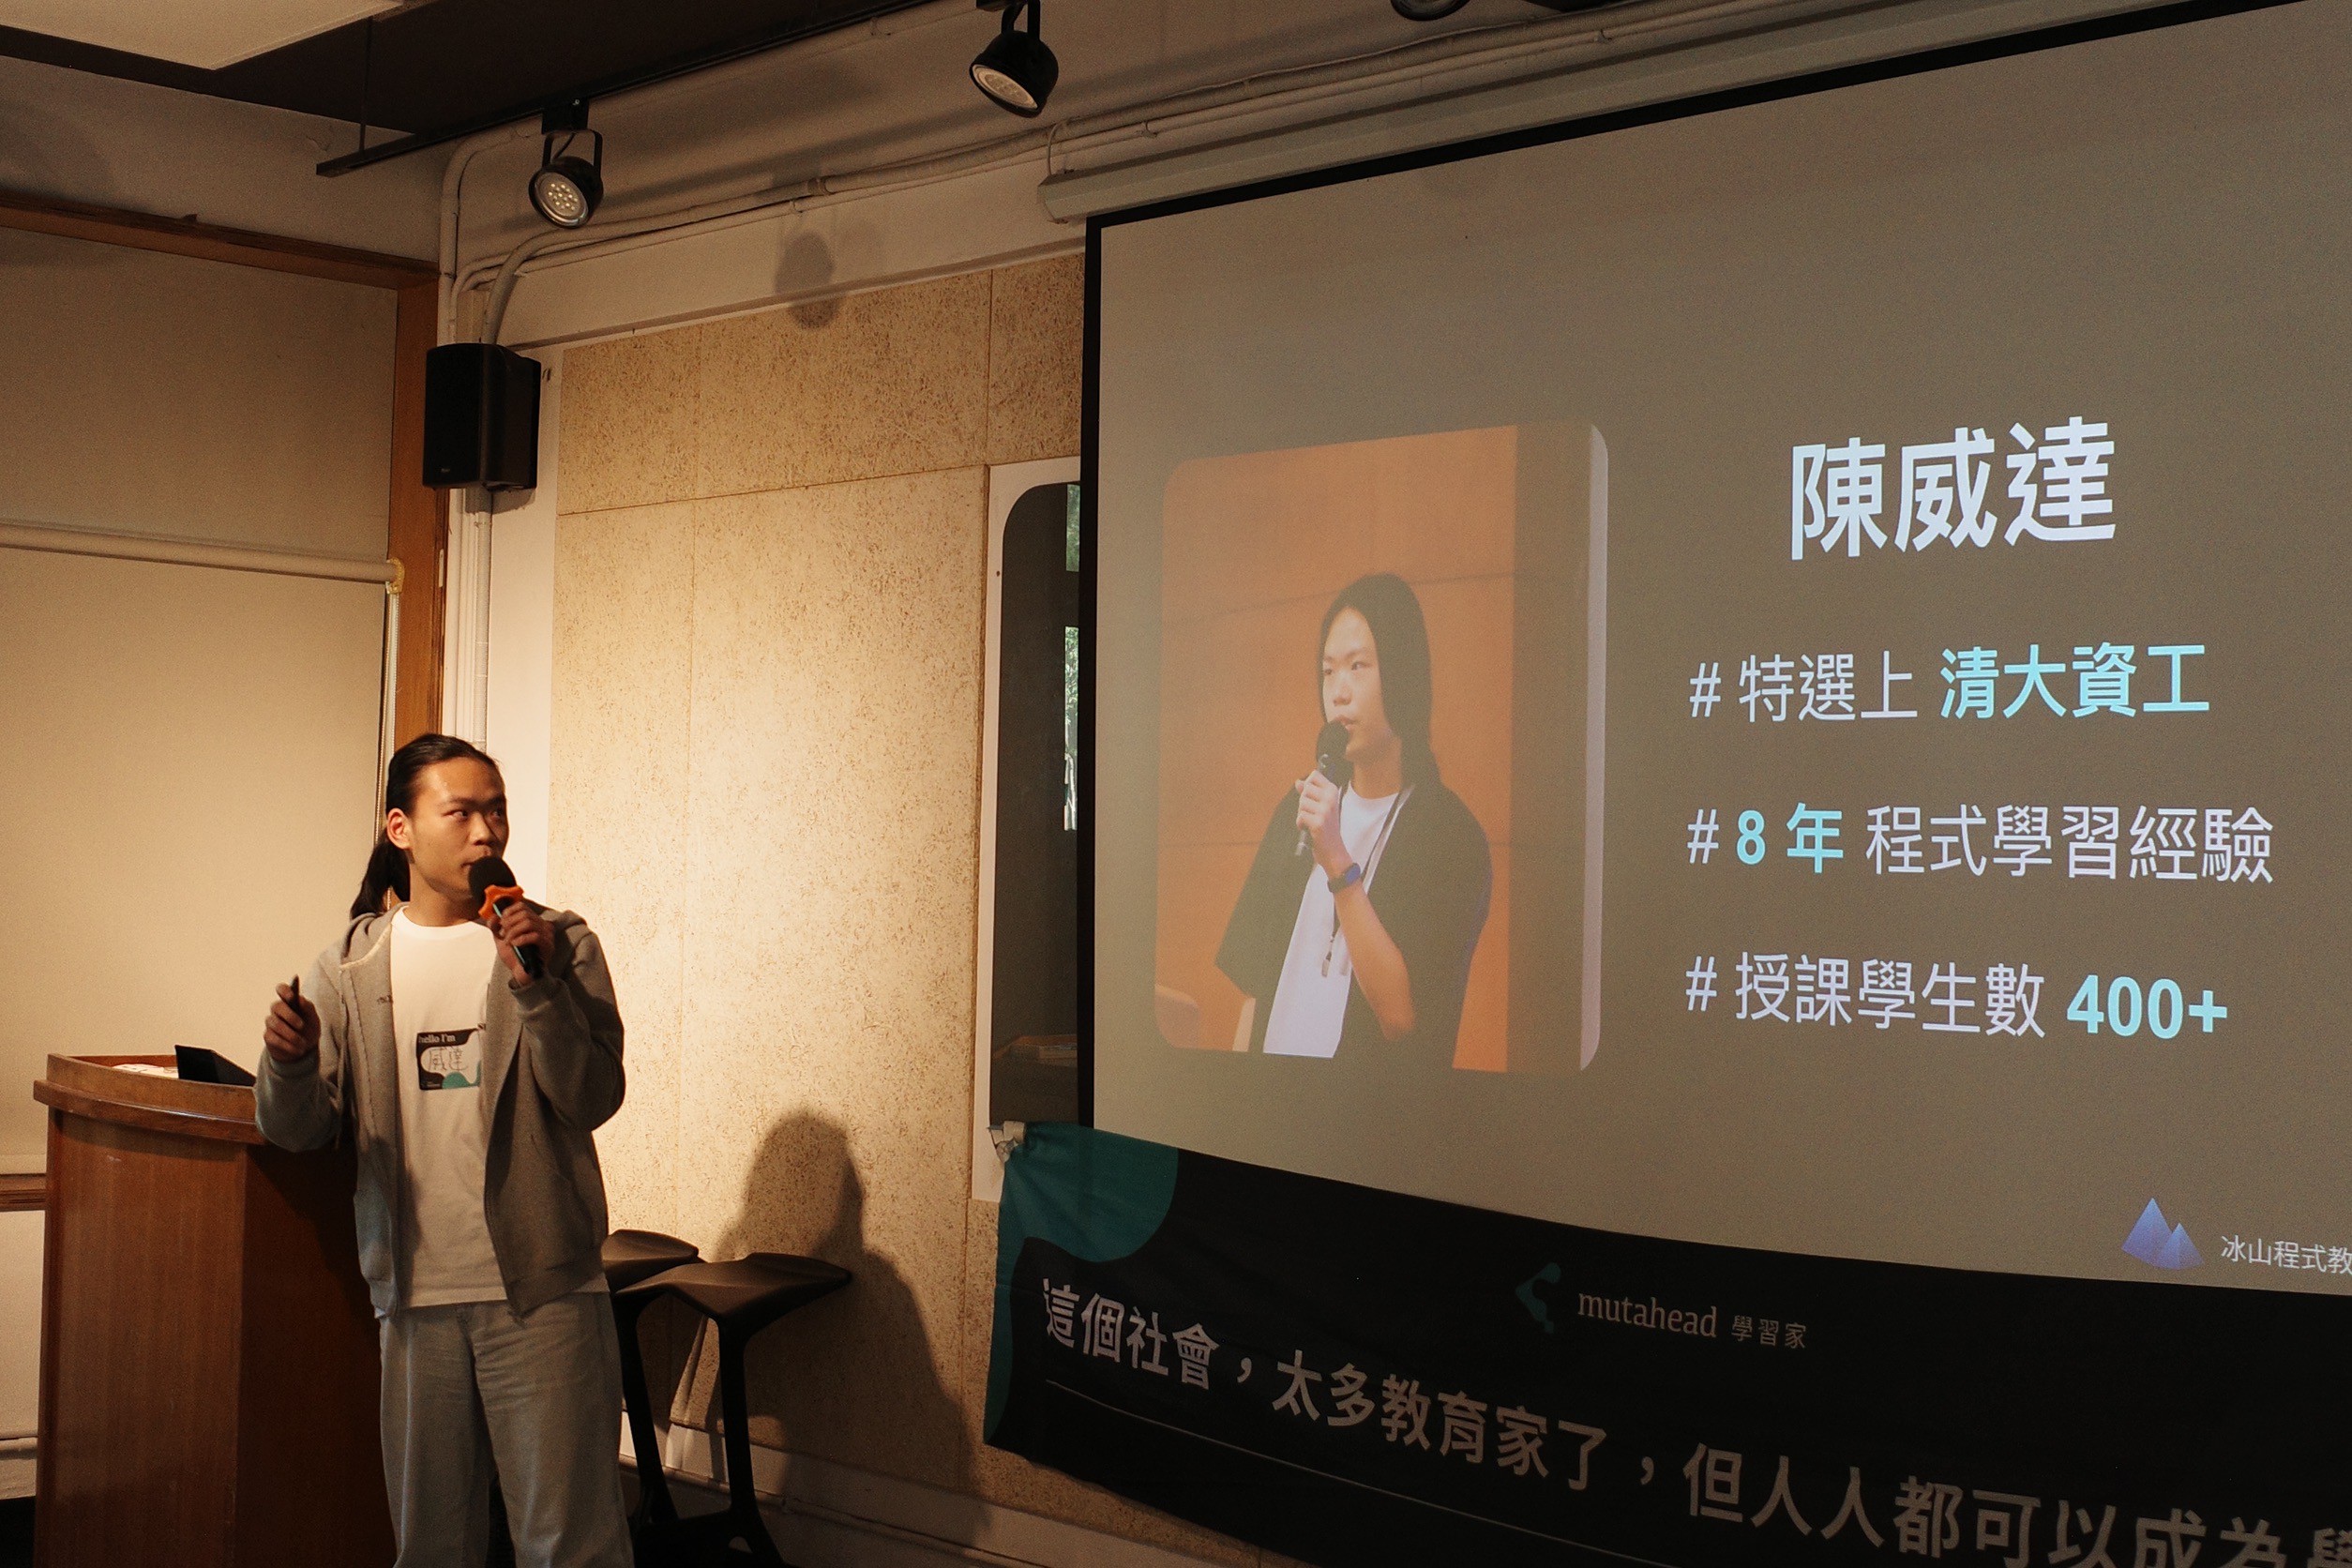 陳威達
# 特選上 清大資工
# 8 年 程式學習經驗
# 授課學生數 400+
冰山程式教
hello I'm
威達
mutahead 學習家
這個社會，太多教育家了，但人人都可以成為學